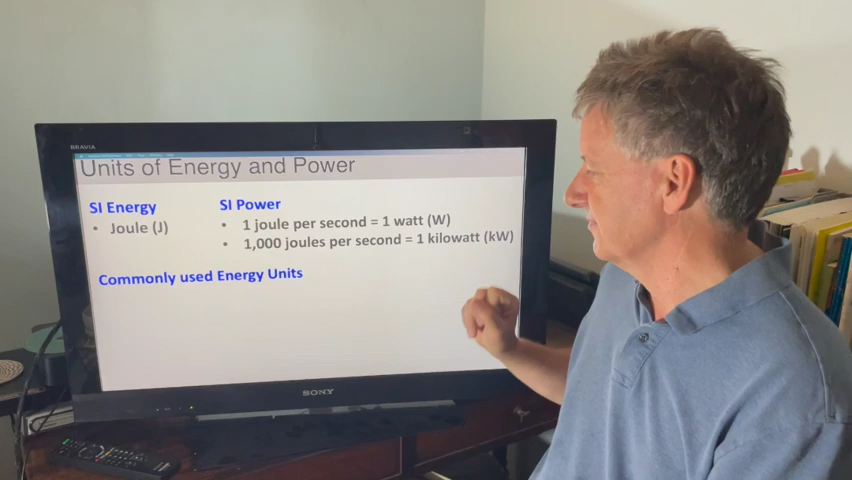 BRAVIA
Units of Energy and Power
SI Energy
• Joule (J)
SI Power
• 1 joule per second = 1 watt (W)
• 1,000 joules per second = 1 kilowatt (kW)
Commonly used Energy Units
SONY